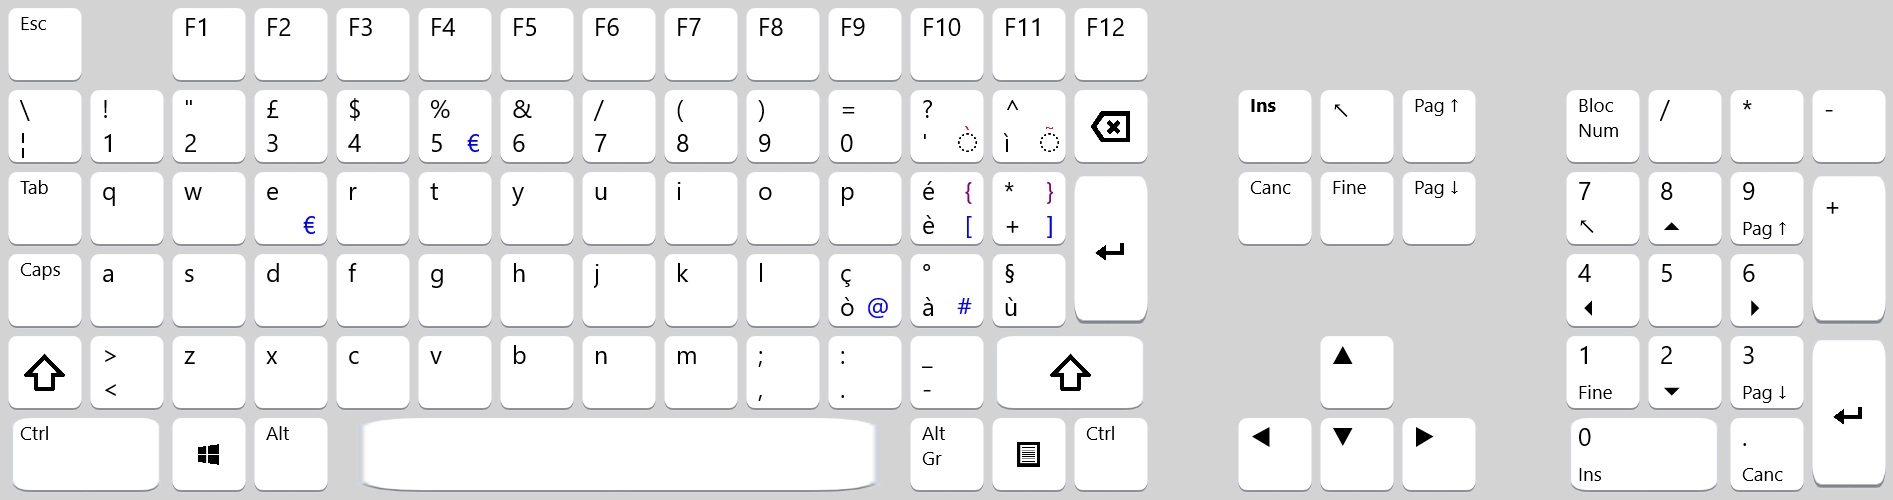 Esc F1 F2 F3 F4 F5 F6 F7 F8 F9 F10 F11 F12
\ ! " £ $ % & / ( ) = ? ^ Ins ↖ Pag ↑ Bloc Num / * -
¦ 1 2 3 4 5 € 6 7 8 9 0 ' ◌̀ ì ◌̃
Tab q w e r t y u i o p é { * } Canc Fine Pag ↓ 7 8 9 +
€ è [ + ] ↖ ▲ Pag ↑
Caps a s d f g h j k l ç ° § 4 5 6
ò @ à # ù ◀ ▶
> z x c v b n m ; : _ ▲ 1 2 3
< , . - Fine ▼ Pag ↓
Ctrl Alt Alt Gr Ctrl ◀ ▼ ▶ 0 .
Ins Canc